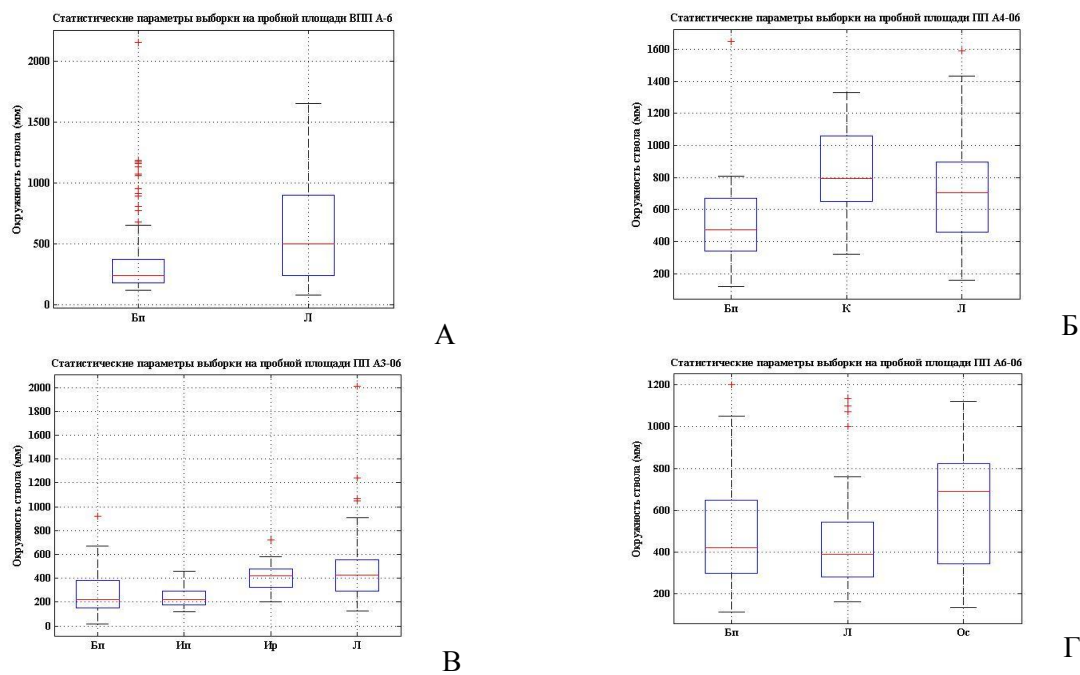 Статистические параметры выборки на пробной площади ВПП А-6
Окружность ствола (мм)
2000
1500
1000
500
0
Бп Л
А
Статистические параметры выборки на пробной площади ПП А4-06
Окружность ствола (мм)
1600
1400
1200
1000
800
600
400
200
Бп К Л
Б
Статистические параметры выборки на пробной площади ПП А3-06
Окружность ствола (мм)
2000
1800
1600
1400
1200
1000
800
600
400
200
0
Бп Ип Ир Л
В
Статистические параметры выборки на пробной площади ПП А6-06
Окружность ствола (мм)
1200
1000
800
600
400
200
Бп Л Ос
Г